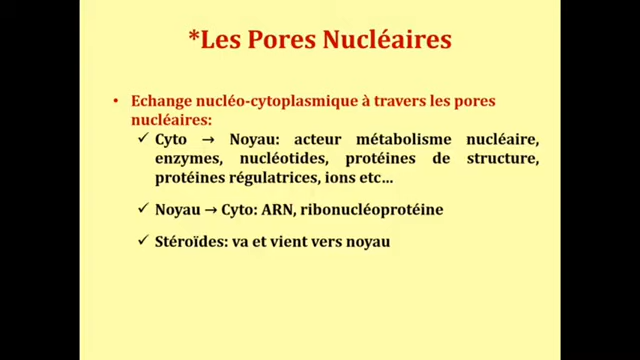 *Les Pores Nucléaires
• Echange nucléo-cytoplasmique à travers les pores
nucléaires:
✓ Cyto → Noyau: acteur métabolisme nucléaire,
enzymes, nucléotides, protéines de structure,
protéines régulatrices, ions etc…
✓ Noyau → Cyto: ARN, ribonucléoprotéine
✓ Stéroïdes: va et vient vers noyau